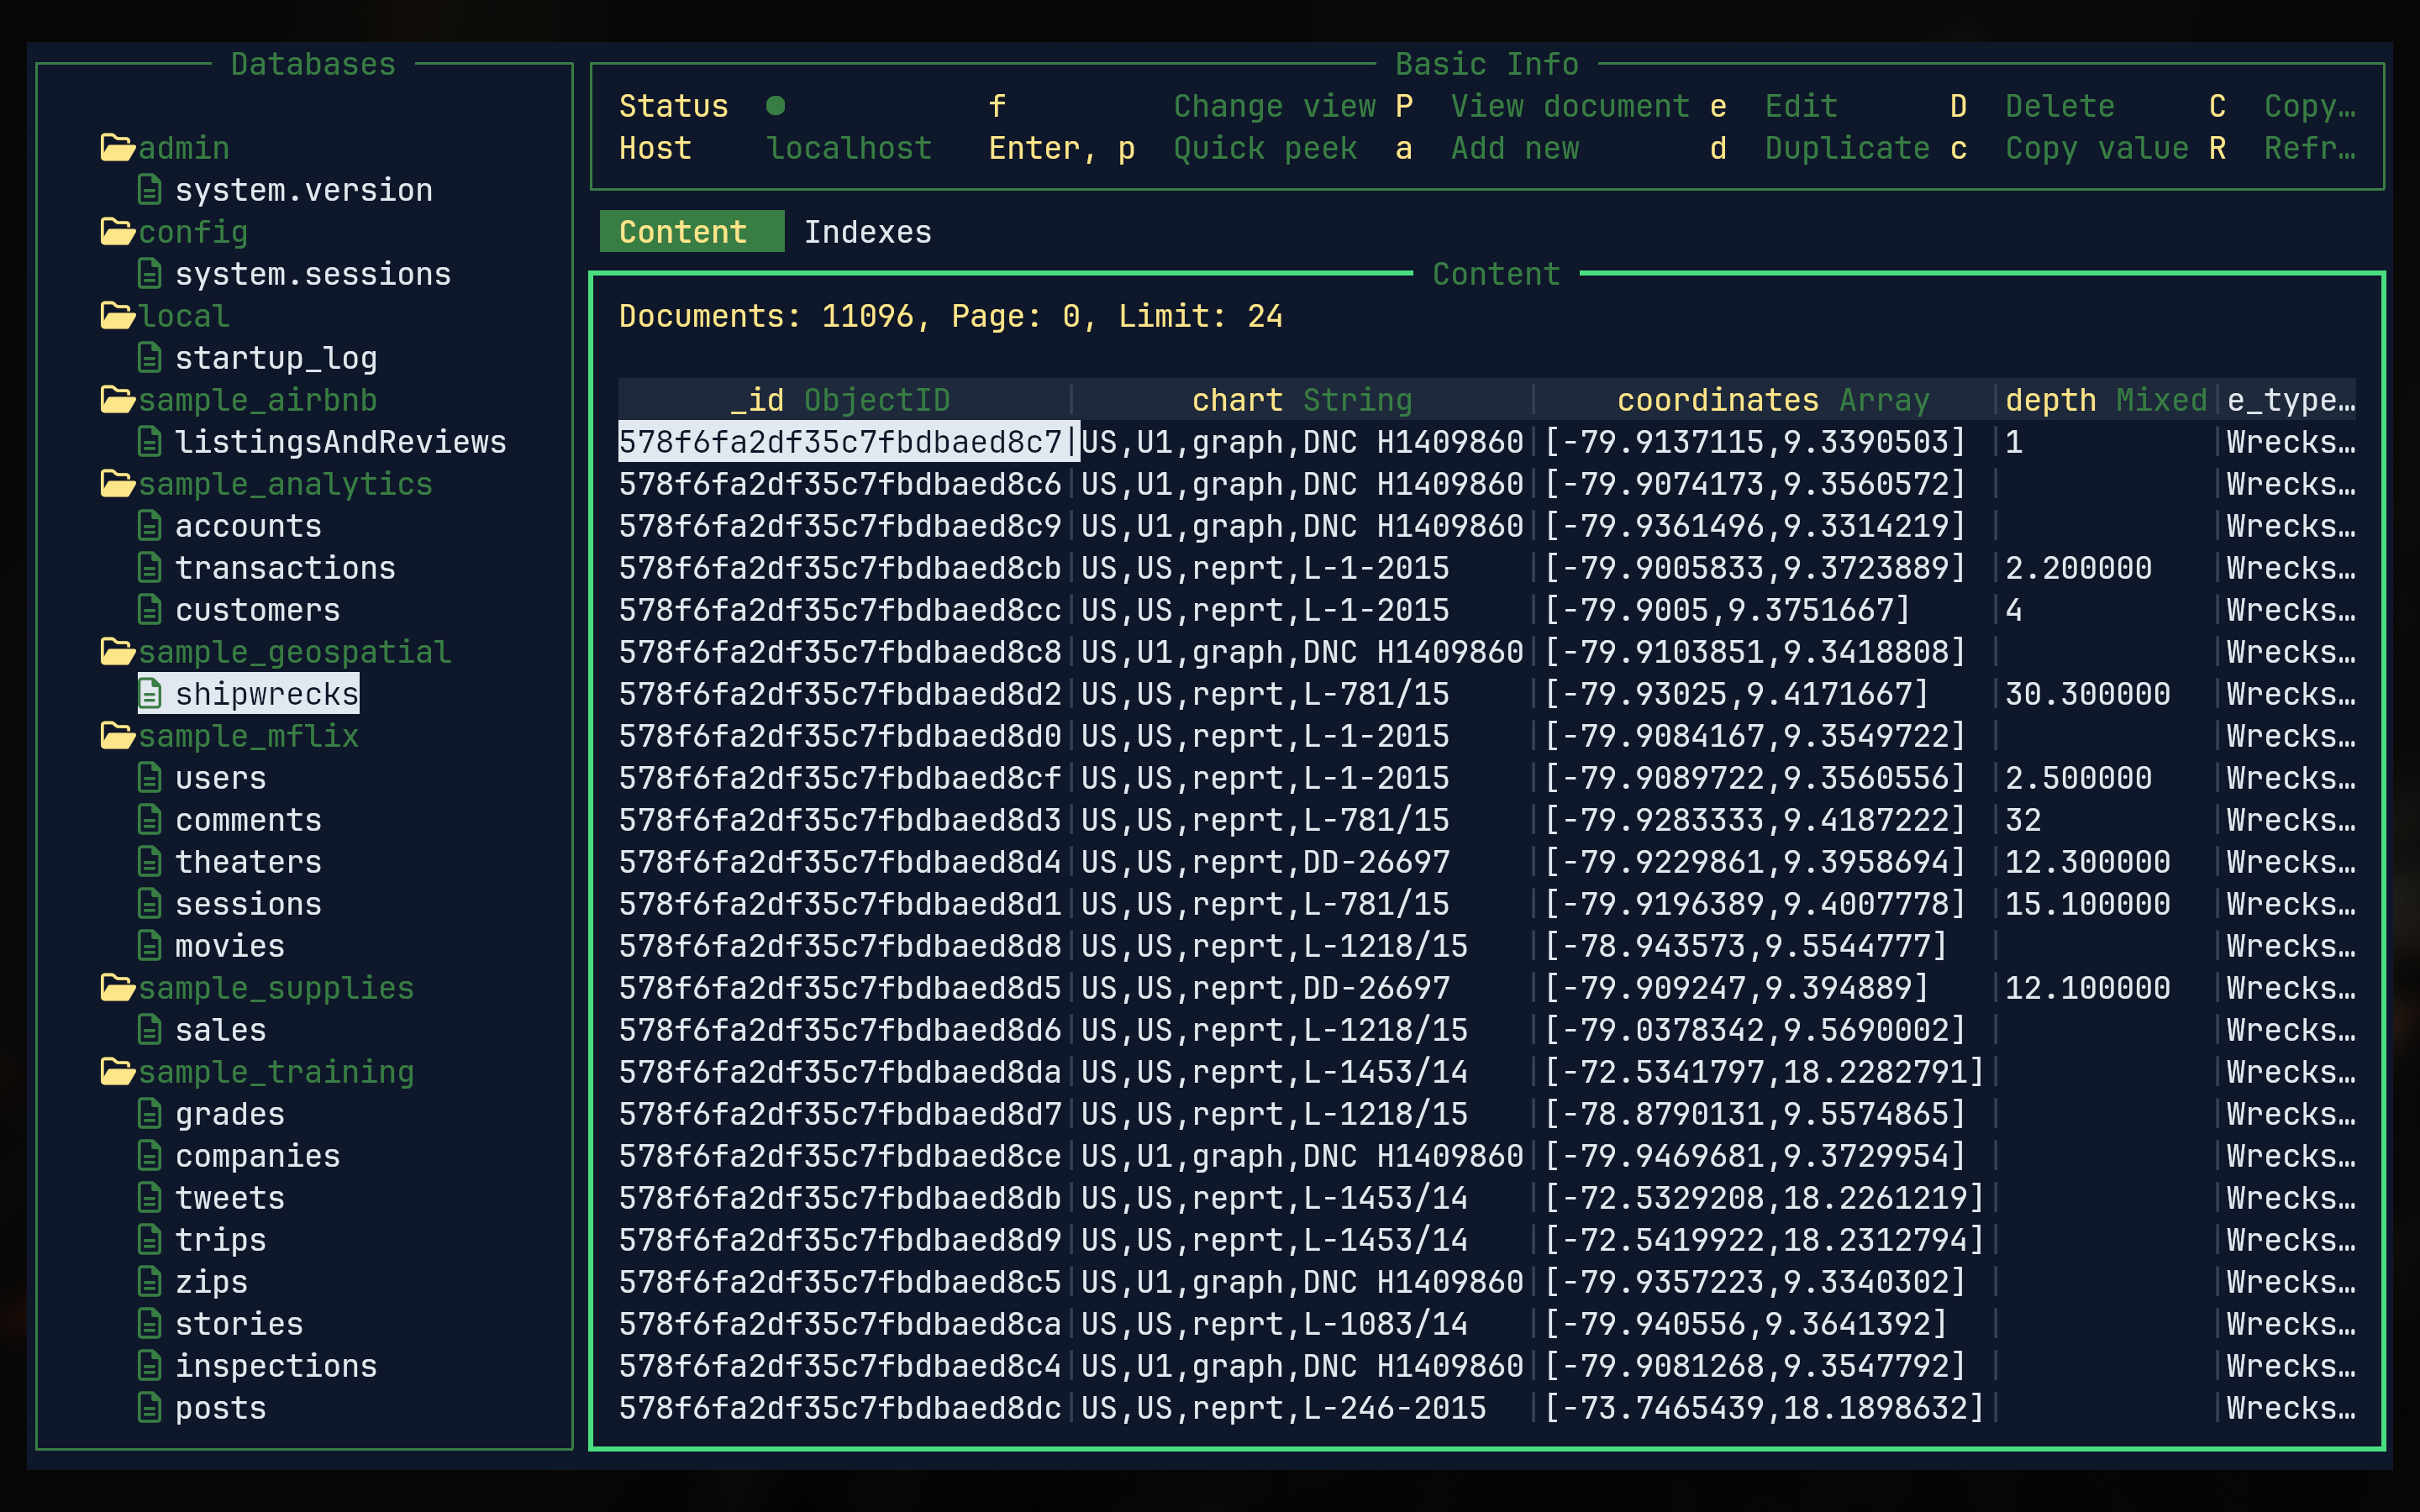 Databases
admin
system.version
config
system.sessions
local
startup_log
sample_airbnb
listingsAndReviews
sample_analytics
accounts
transactions
customers
sample_geospatial
shipwrecks
sample_mflix
users
comments
theaters
sessions
movies
sample_supplies
sales
sample_training
grades
companies
tweets
trips
zips
stories
inspections
posts
Basic Info
Status ● f Change view P View document e Edit D Delete C Copy…
Host localhost Enter, p Quick peek a Add new d Duplicate c Copy value R Refr…
Content Indexes
Content
Documents: 11096, Page: 0, Limit: 24
_id ObjectID | chart String | coordinates Array |depth Mixed|e_type…
578f6fa2df35c7fbdbaed8c7|US,U1,graph,DNC H1409860|[-79.9137115,9.3390503] |1 |Wrecks…
578f6fa2df35c7fbdbaed8c6|US,U1,graph,DNC H1409860|[-79.9074173,9.3560572] | |Wrecks…
578f6fa2df35c7fbdbaed8c9|US,U1,graph,DNC H1409860|[-79.9361496,9.3314219] | |Wrecks…
578f6fa2df35c7fbdbaed8cb|US,US,reprt,L-1-2015 |[-79.9005833,9.3723889] |2.200000 |Wrecks…
578f6fa2df35c7fbdbaed8cc|US,US,reprt,L-1-2015 |[-79.9005,9.3751667] |4 |Wrecks…
578f6fa2df35c7fbdbaed8c8|US,U1,graph,DNC H1409860|[-79.9103851,9.3418808] | |Wrecks…
578f6fa2df35c7fbdbaed8d2|US,US,reprt,L-781/15 |[-79.93025,9.4171667] |30.300000 |Wrecks…
578f6fa2df35c7fbdbaed8d0|US,US,reprt,L-1-2015 |[-79.9084167,9.3549722] | |Wrecks…
578f6fa2df35c7fbdbaed8cf|US,US,reprt,L-1-2015 |[-79.9089722,9.3560556] |2.500000 |Wrecks…
578f6fa2df35c7fbdbaed8d3|US,US,reprt,L-781/15 |[-79.9283333,9.4187222] |32 |Wrecks…
578f6fa2df35c7fbdbaed8d4|US,US,reprt,DD-26697 |[-79.9229861,9.3958694] |12.300000 |Wrecks…
578f6fa2df35c7fbdbaed8d1|US,US,reprt,L-781/15 |[-79.9196389,9.4007778] |15.100000 |Wrecks…
578f6fa2df35c7fbdbaed8d8|US,US,reprt,L-1218/15 |[-78.943573,9.5544777] | |Wrecks…
578f6fa2df35c7fbdbaed8d5|US,US,reprt,DD-26697 |[-79.909247,9.394889] |12.100000 |Wrecks…
578f6fa2df35c7fbdbaed8d6|US,US,reprt,L-1218/15 |[-79.0378342,9.5690002] | |Wrecks…
578f6fa2df35c7fbdbaed8da|US,US,reprt,L-1453/14 |[-72.5341797,18.2282791]| |Wrecks…
578f6fa2df35c7fbdbaed8d7|US,US,reprt,L-1218/15 |[-78.8790131,9.5574865] | |Wrecks…
578f6fa2df35c7fbdbaed8ce|US,U1,graph,DNC H1409860|[-79.9469681,9.3729954] | |Wrecks…
578f6fa2df35c7fbdbaed8db|US,US,reprt,L-1453/14 |[-72.5329208,18.2261219]| |Wrecks…
578f6fa2df35c7fbdbaed8d9|US,US,reprt,L-1453/14 |[-72.5419922,18.2312794]| |Wrecks…
578f6fa2df35c7fbdbaed8c5|US,U1,graph,DNC H1409860|[-79.9357223,9.3340302] | |Wrecks…
578f6fa2df35c7fbdbaed8ca|US,US,reprt,L-1083/14 |[-79.940556,9.3641392] | |Wrecks…
578f6fa2df35c7fbdbaed8c4|US,U1,graph,DNC H1409860|[-79.9081268,9.3547792] | |Wrecks…
578f6fa2df35c7fbdbaed8dc|US,US,reprt,L-246-2015 |[-73.7465439,18.1898632]| |Wrecks…